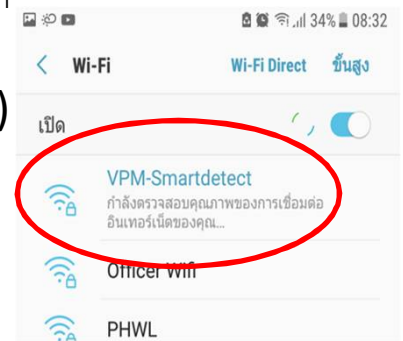 34% 08:32
< Wi-Fi Wi-Fi Direct ขั้นสูง
)
เปิด
VPM-Smartdetect
กำลังตรวจสอบคุณภาพของการเชื่อมต่อ
อินเทอร์เน็ตของคุณ...
Officer Wifi
PHWL